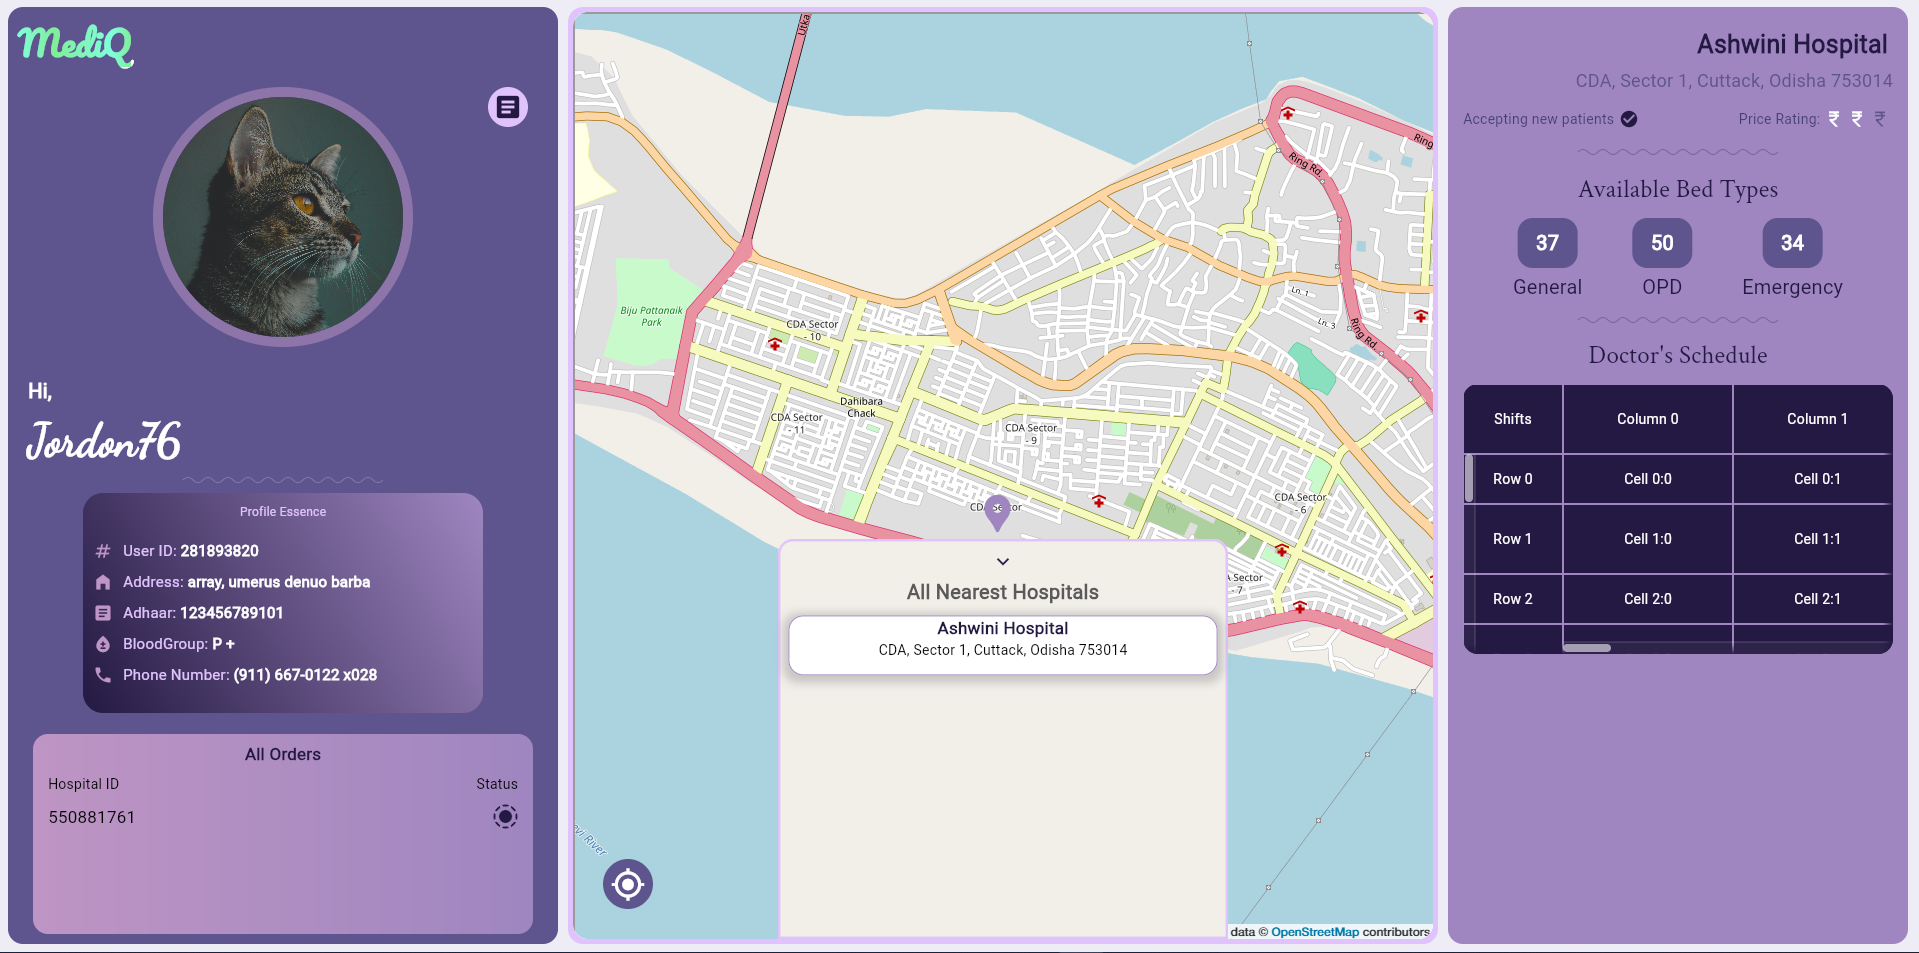 MediQ
Hi,
Jordon76
Profile Essence
User ID: 281893820
Address: array, umerus denuo barba
Adhaar: 123456789101
BloodGroup: P +
Phone Number: (911) 667-0122 x028
All Orders
Hospital ID Status
550881761
Utka
Ring
Ring Rd.
Ln. 1
Ln. 3
Ring Rd.
Biju Pattanaik
Park
CDA Sector
- 10
Dahibara
Chack
CDA Sector
- 11
CDA Sector
- 9
CDA Sector
- 6
CDA Sector
A Sector
- 7
evi River
All Nearest Hospitals
Ashwini Hospital
CDA, Sector 1, Cuttack, Odisha 753014
data © OpenStreetMap contributors
Ashwini Hospital
CDA, Sector 1, Cuttack, Odisha 753014
Accepting new patients Price Rating: ₹ ₹ ₹
Available Bed Types
37 50 34
General OPD Emergency
Doctor's Schedule
Shifts Column 0 Column 1
Row 0 Cell 0:0 Cell 0:1
Row 1 Cell 1:0 Cell 1:1
Row 2 Cell 2:0 Cell 2:1